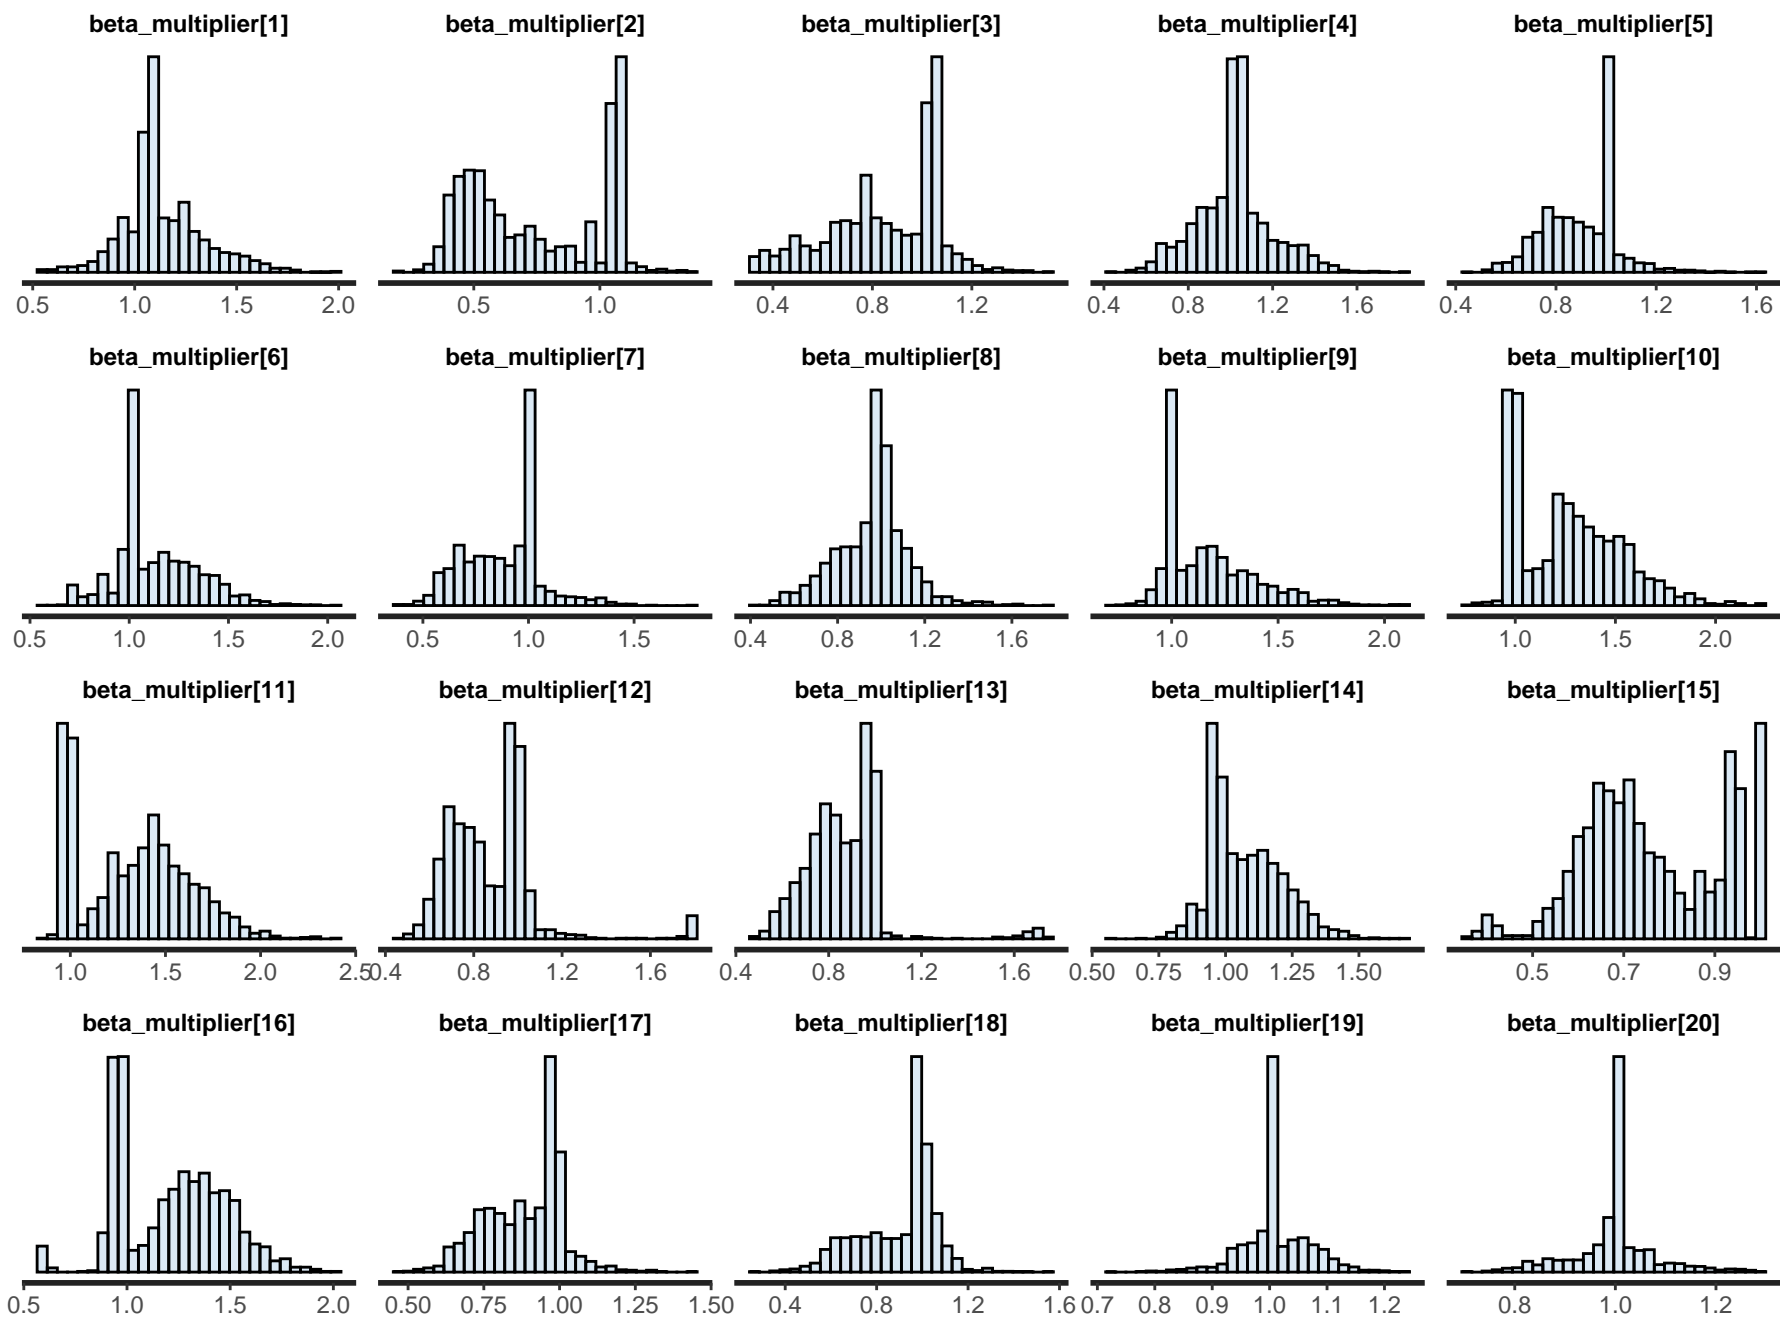 beta_multiplier[1] beta_multiplier[2] beta_multiplier[3] beta_multiplier[4] beta_multiplier[5]
0.5 1.0 1.5 2.0 0.5 1.0 0.4 0.8 1.2 0.4 0.8 1.2 1.6 0.4 0.8 1.2 1.6
beta_multiplier[6] beta_multiplier[7] beta_multiplier[8] beta_multiplier[9] beta_multiplier[10]
0.5 1.0 1.5 2.0 0.5 1.0 1.5 0.4 0.8 1.2 1.6 1.0 1.5 2.0 1.0 1.5 2.0
beta_multiplier[11] beta_multiplier[12] beta_multiplier[13] beta_multiplier[14] beta_multiplier[15]
1.0 1.5 2.0 2.5 0.4 0.8 1.2 1.6 0.4 0.8 1.2 1.6 0.50 0.75 1.00 1.25 1.50 0.5 0.7 0.9
beta_multiplier[16] beta_multiplier[17] beta_multiplier[18] beta_multiplier[19] beta_multiplier[20]
0.5 1.0 1.5 2.0 0.50 0.75 1.00 1.25 1.50 0.4 0.8 1.2 1.6 0.7 0.8 0.9 1.0 1.1 1.2 0.8 1.0 1.2